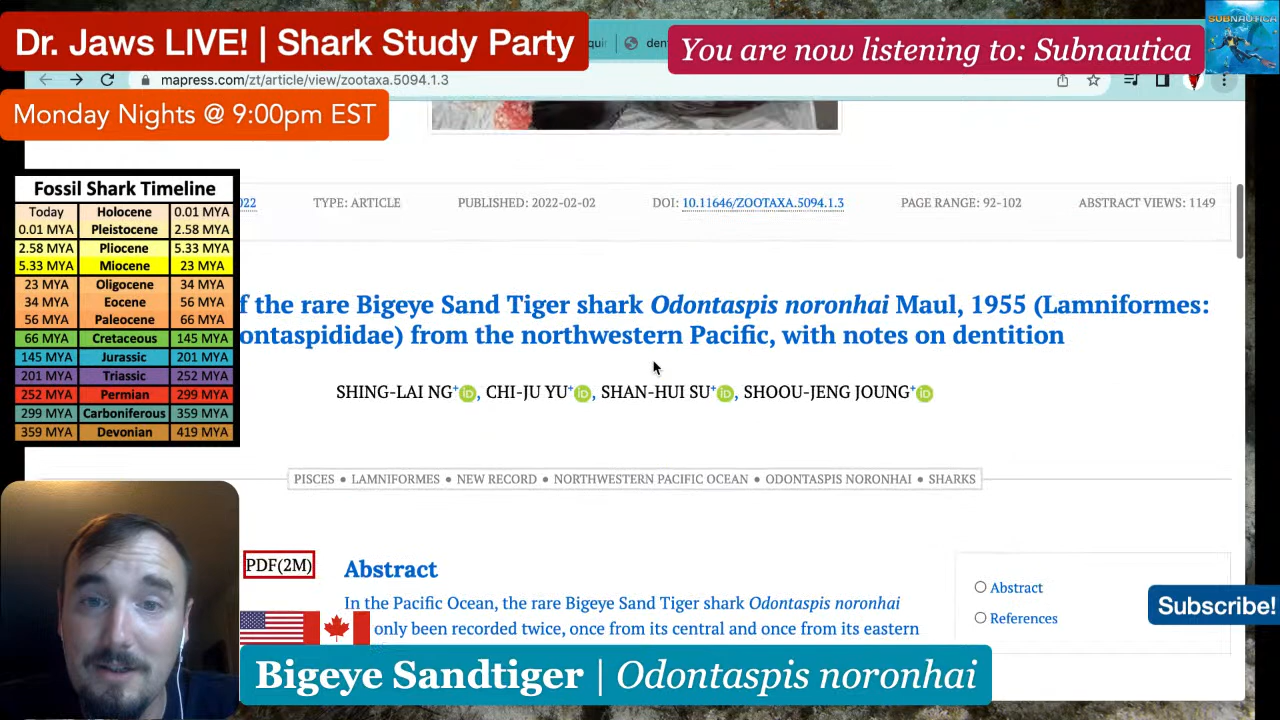 Dr. Jaws LIVE! | Shark Study Party
Monday Nights @ 9:00pm EST
You are now listening to: Subnautica
SUBNAUTICA
mapress.com/zt/article/view/zootaxa.5094.1.3
Fossil Shark Timeline
Today Holocene 0.01 MYA
0.01 MYA Pleistocene 2.58 MYA
2.58 MYA Pliocene 5.33 MYA
5.33 MYA Miocene 23 MYA
23 MYA Oligocene 34 MYA
34 MYA Eocene 56 MYA
56 MYA Paleocene 66 MYA
66 MYA Cretaceous 145 MYA
145 MYA Jurassic 201 MYA
201 MYA Triassic 252 MYA
252 MYA Permian 299 MYA
299 MYA Carboniferous 359 MYA
359 MYA Devonian 419 MYA
022 TYPE: ARTICLE PUBLISHED: 2022-02-02 DOI: 10.11646/ZOOTAXA.5094.1.3 PAGE RANGE: 92-102 ABSTRACT VIEWS: 1149
f the rare Bigeye Sand Tiger shark Odontaspis noronhai Maul, 1955 (Lamniformes:
ontaspididae) from the northwestern Pacific, with notes on dentition
SHING-LAI NG+ iD, CHI-JU YU+ iD, SHAN-HUI SU+ iD, SHOOU-JENG JOUNG+ iD
PISCES • LAMNIFORMES • NEW RECORD • NORTHWESTERN PACIFIC OCEAN • ODONTASPIS NORONHAI • SHARKS
PDF(2M)
Abstract
In the Pacific Ocean, the rare Bigeye Sand Tiger shark Odontaspis noronhai
only been recorded twice, once from its central and once from its eastern
Abstract
References
Subscribe!
Bigeye Sandtiger | Odontaspis noronhai